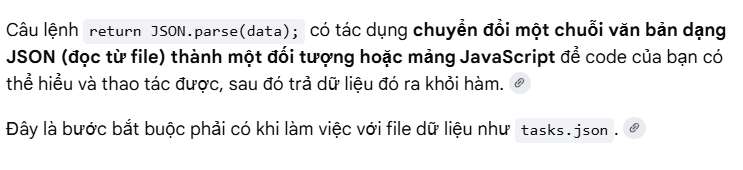 Câu lệnh return JSON.parse(data); có tác dụng chuyển đổi một chuỗi văn bản dạng
JSON (đọc từ file) thành một đối tượng hoặc mảng JavaScript để code của bạn có
thể hiểu và thao tác được, sau đó trả dữ liệu đó ra khỏi hàm.
Đây là bước bắt buộc phải có khi làm việc với file dữ liệu như tasks.json.